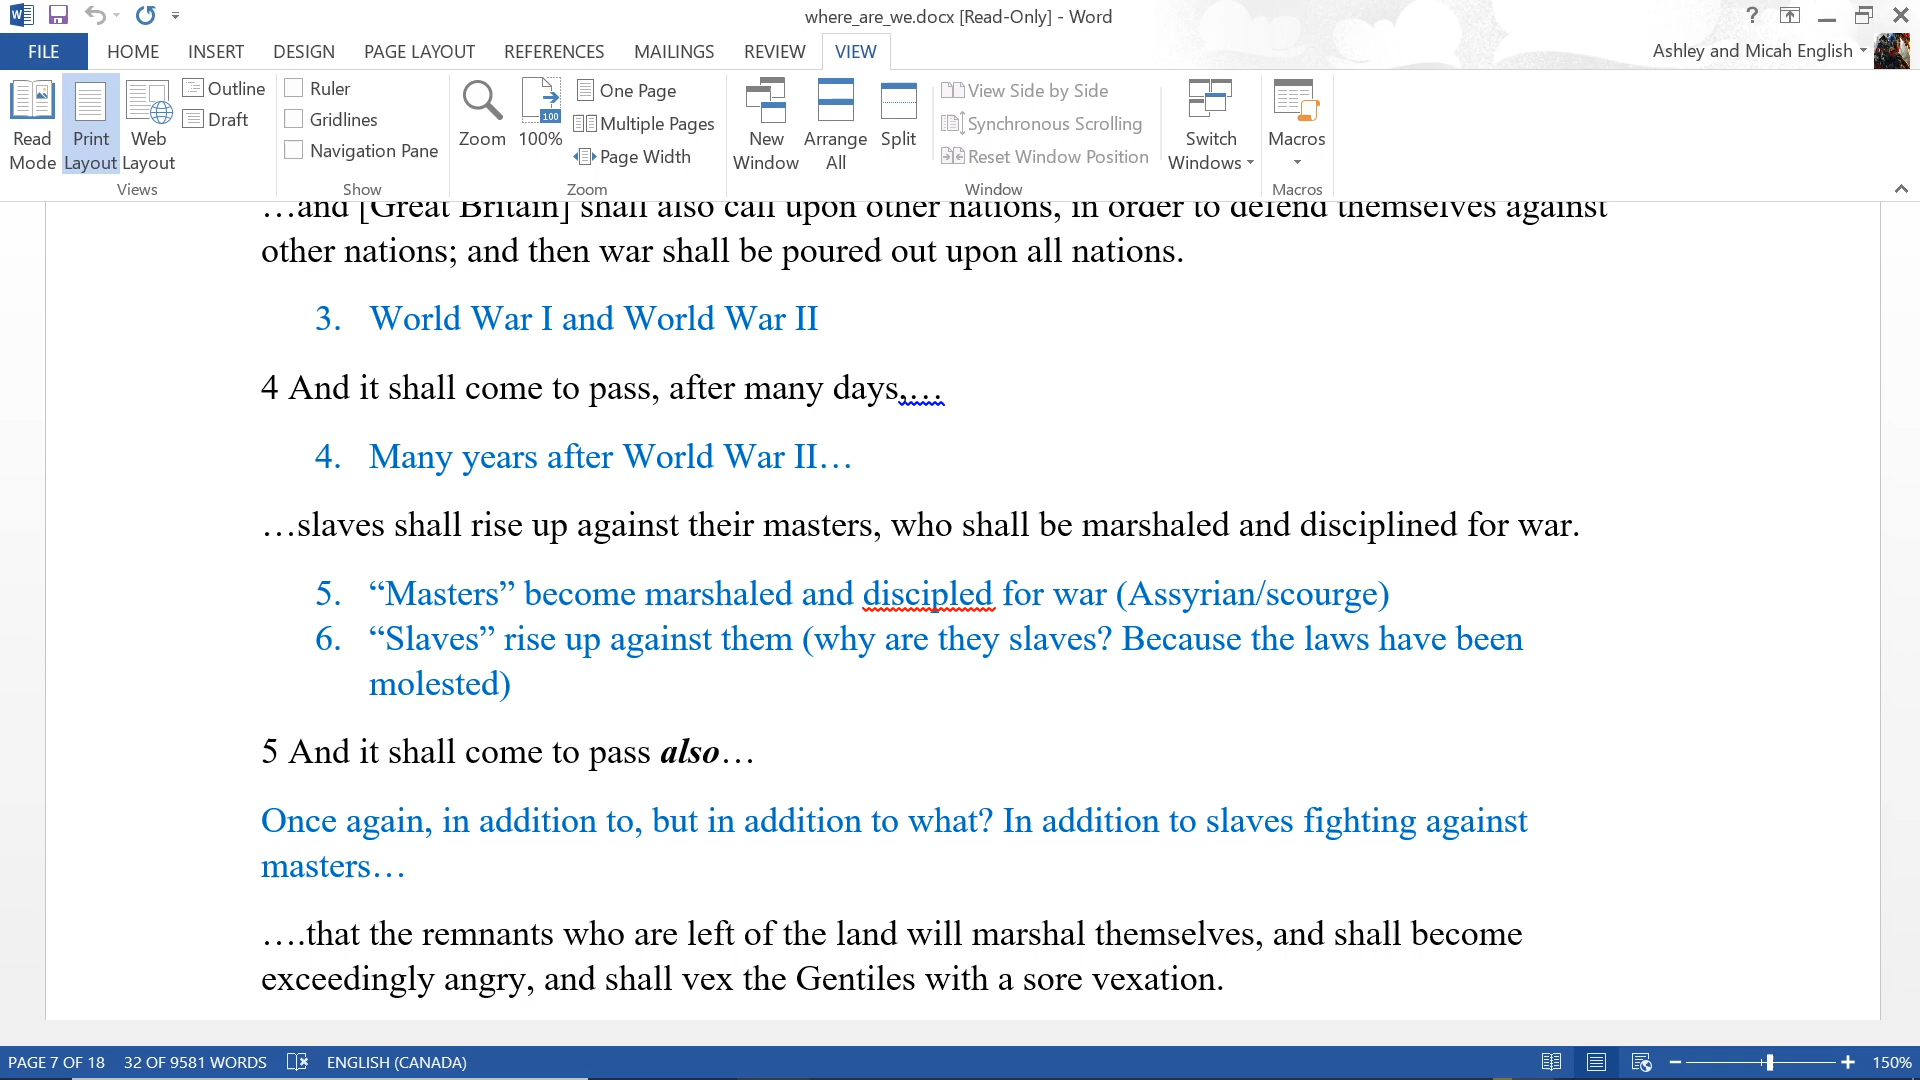 where_are_we.docx [Read-Only] - Word
?
FILE HOME INSERT DESIGN PAGE LAYOUT REFERENCES MAILINGS REVIEW VIEW
Ashley and Micah English
Read Mode
Print Layout
Web Layout
Outline
Draft
Views
Ruler
Gridlines
Navigation Pane
Show
Zoom
100
100%
One Page
Multiple Pages
Page Width
Zoom
New Window
Arrange All
Split
View Side by Side
Synchronous Scrolling
Reset Window Position
Window
Switch Windows
Macros
Macros
…and [Great Britain] shall also call upon other nations, in order to defend themselves against
other nations; and then war shall be poured out upon all nations.
3. World War I and World War II
4 And it shall come to pass, after many days,…
4. Many years after World War II…
…slaves shall rise up against their masters, who shall be marshaled and disciplined for war.
5. “Masters” become marshaled and discipled for war (Assyrian/scourge)
6. “Slaves” rise up against them (why are they slaves? Because the laws have been
molested)
5 And it shall come to pass also…
Once again, in addition to, but in addition to what? In addition to slaves fighting against
masters…
….that the remnants who are left of the land will marshal themselves, and shall become
exceedingly angry, and shall vex the Gentiles with a sore vexation.
PAGE 7 OF 18 32 OF 9581 WORDS ENGLISH (CANADA)
150%